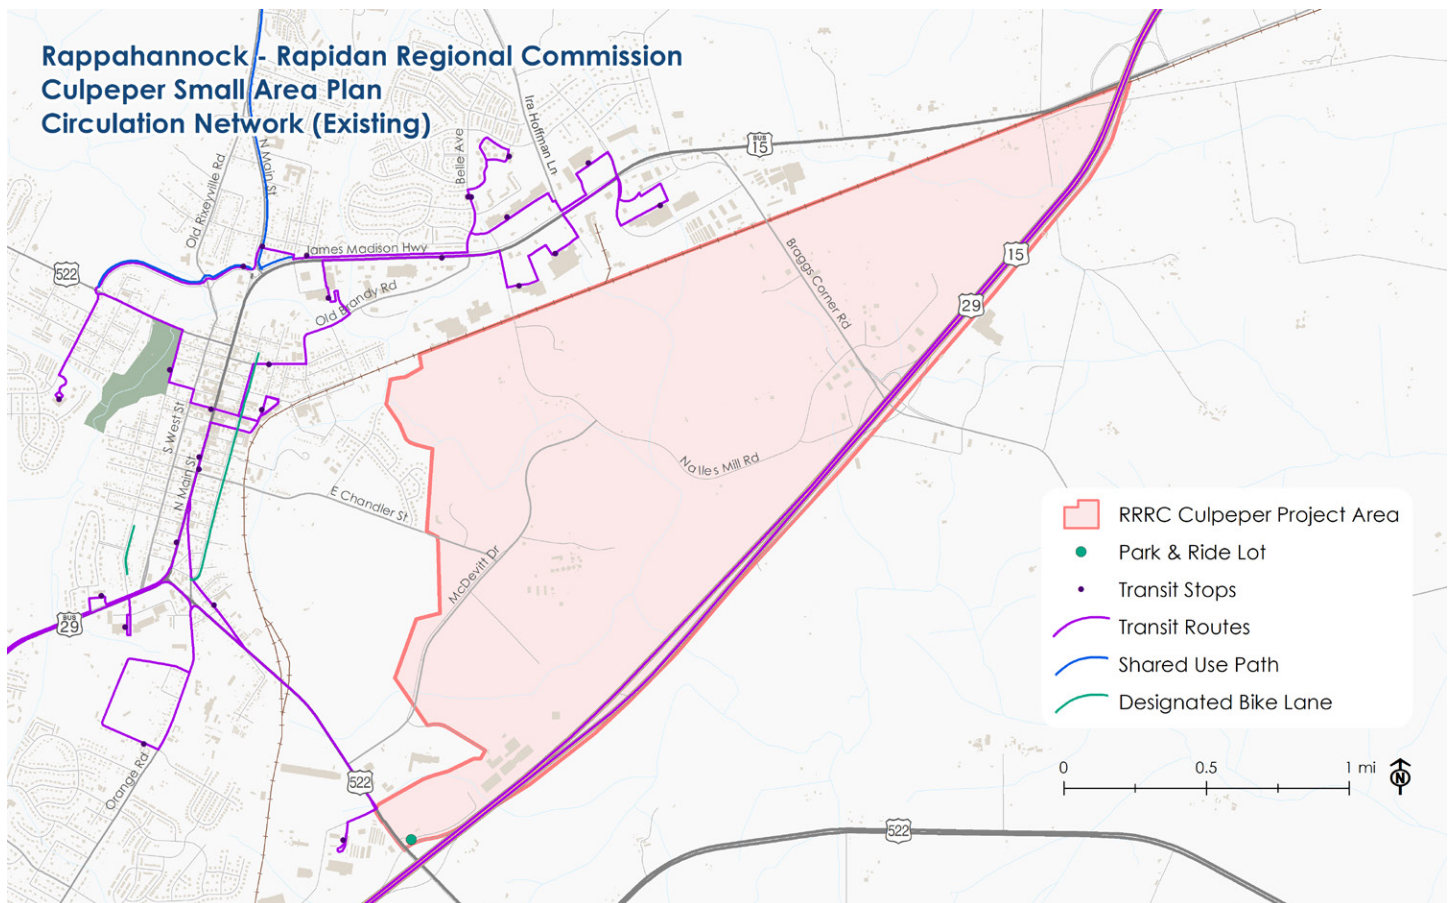 Rappahannock - Rapidan Regional Commission
Culpeper Small Area Plan
Circulation Network (Existing)
N Main St
Old Rixeyville Rd
Belle Ave
Ira Hoffman Ln
BUS
15
James Madison Hwy
522
Old Brandy Rd
Braggs Corner Rd
15
29
S West St
N Main St
E Chandler St
Nalles Mill Rd
McDevitt Dr
BUS
29
Orange Rd
522
522
RRRC Culpeper Project Area
Park & Ride Lot
Transit Stops
Transit Routes
Shared Use Path
Designated Bike Lane
0 0.5 1 mi
N